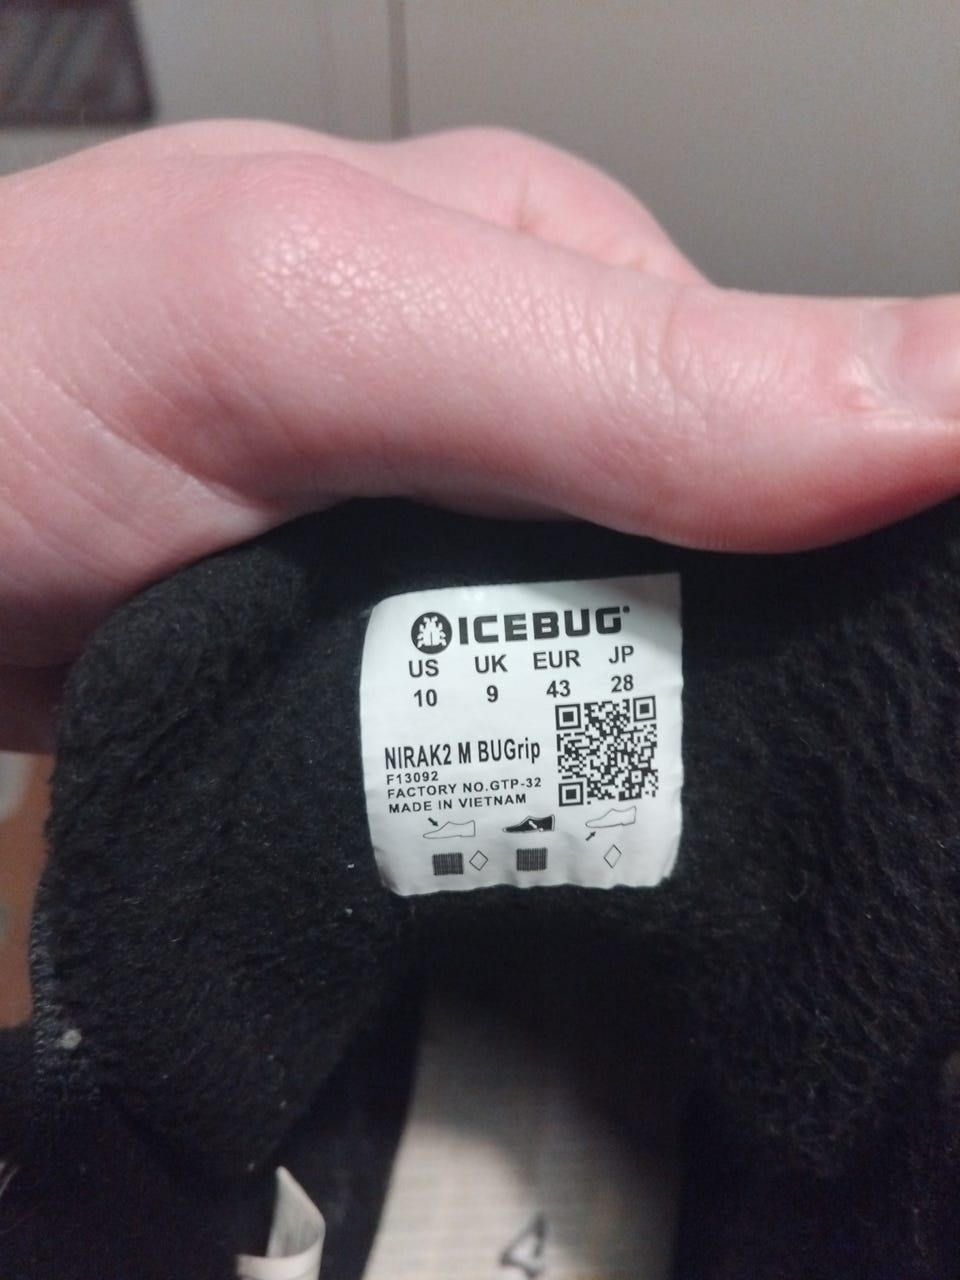 ICEBUG
US UK EUR JP
10 9 43 28
NIRAK2 M BUGrip
F13092
FACTORY NO.GTP-32
MADE IN VIETNAM